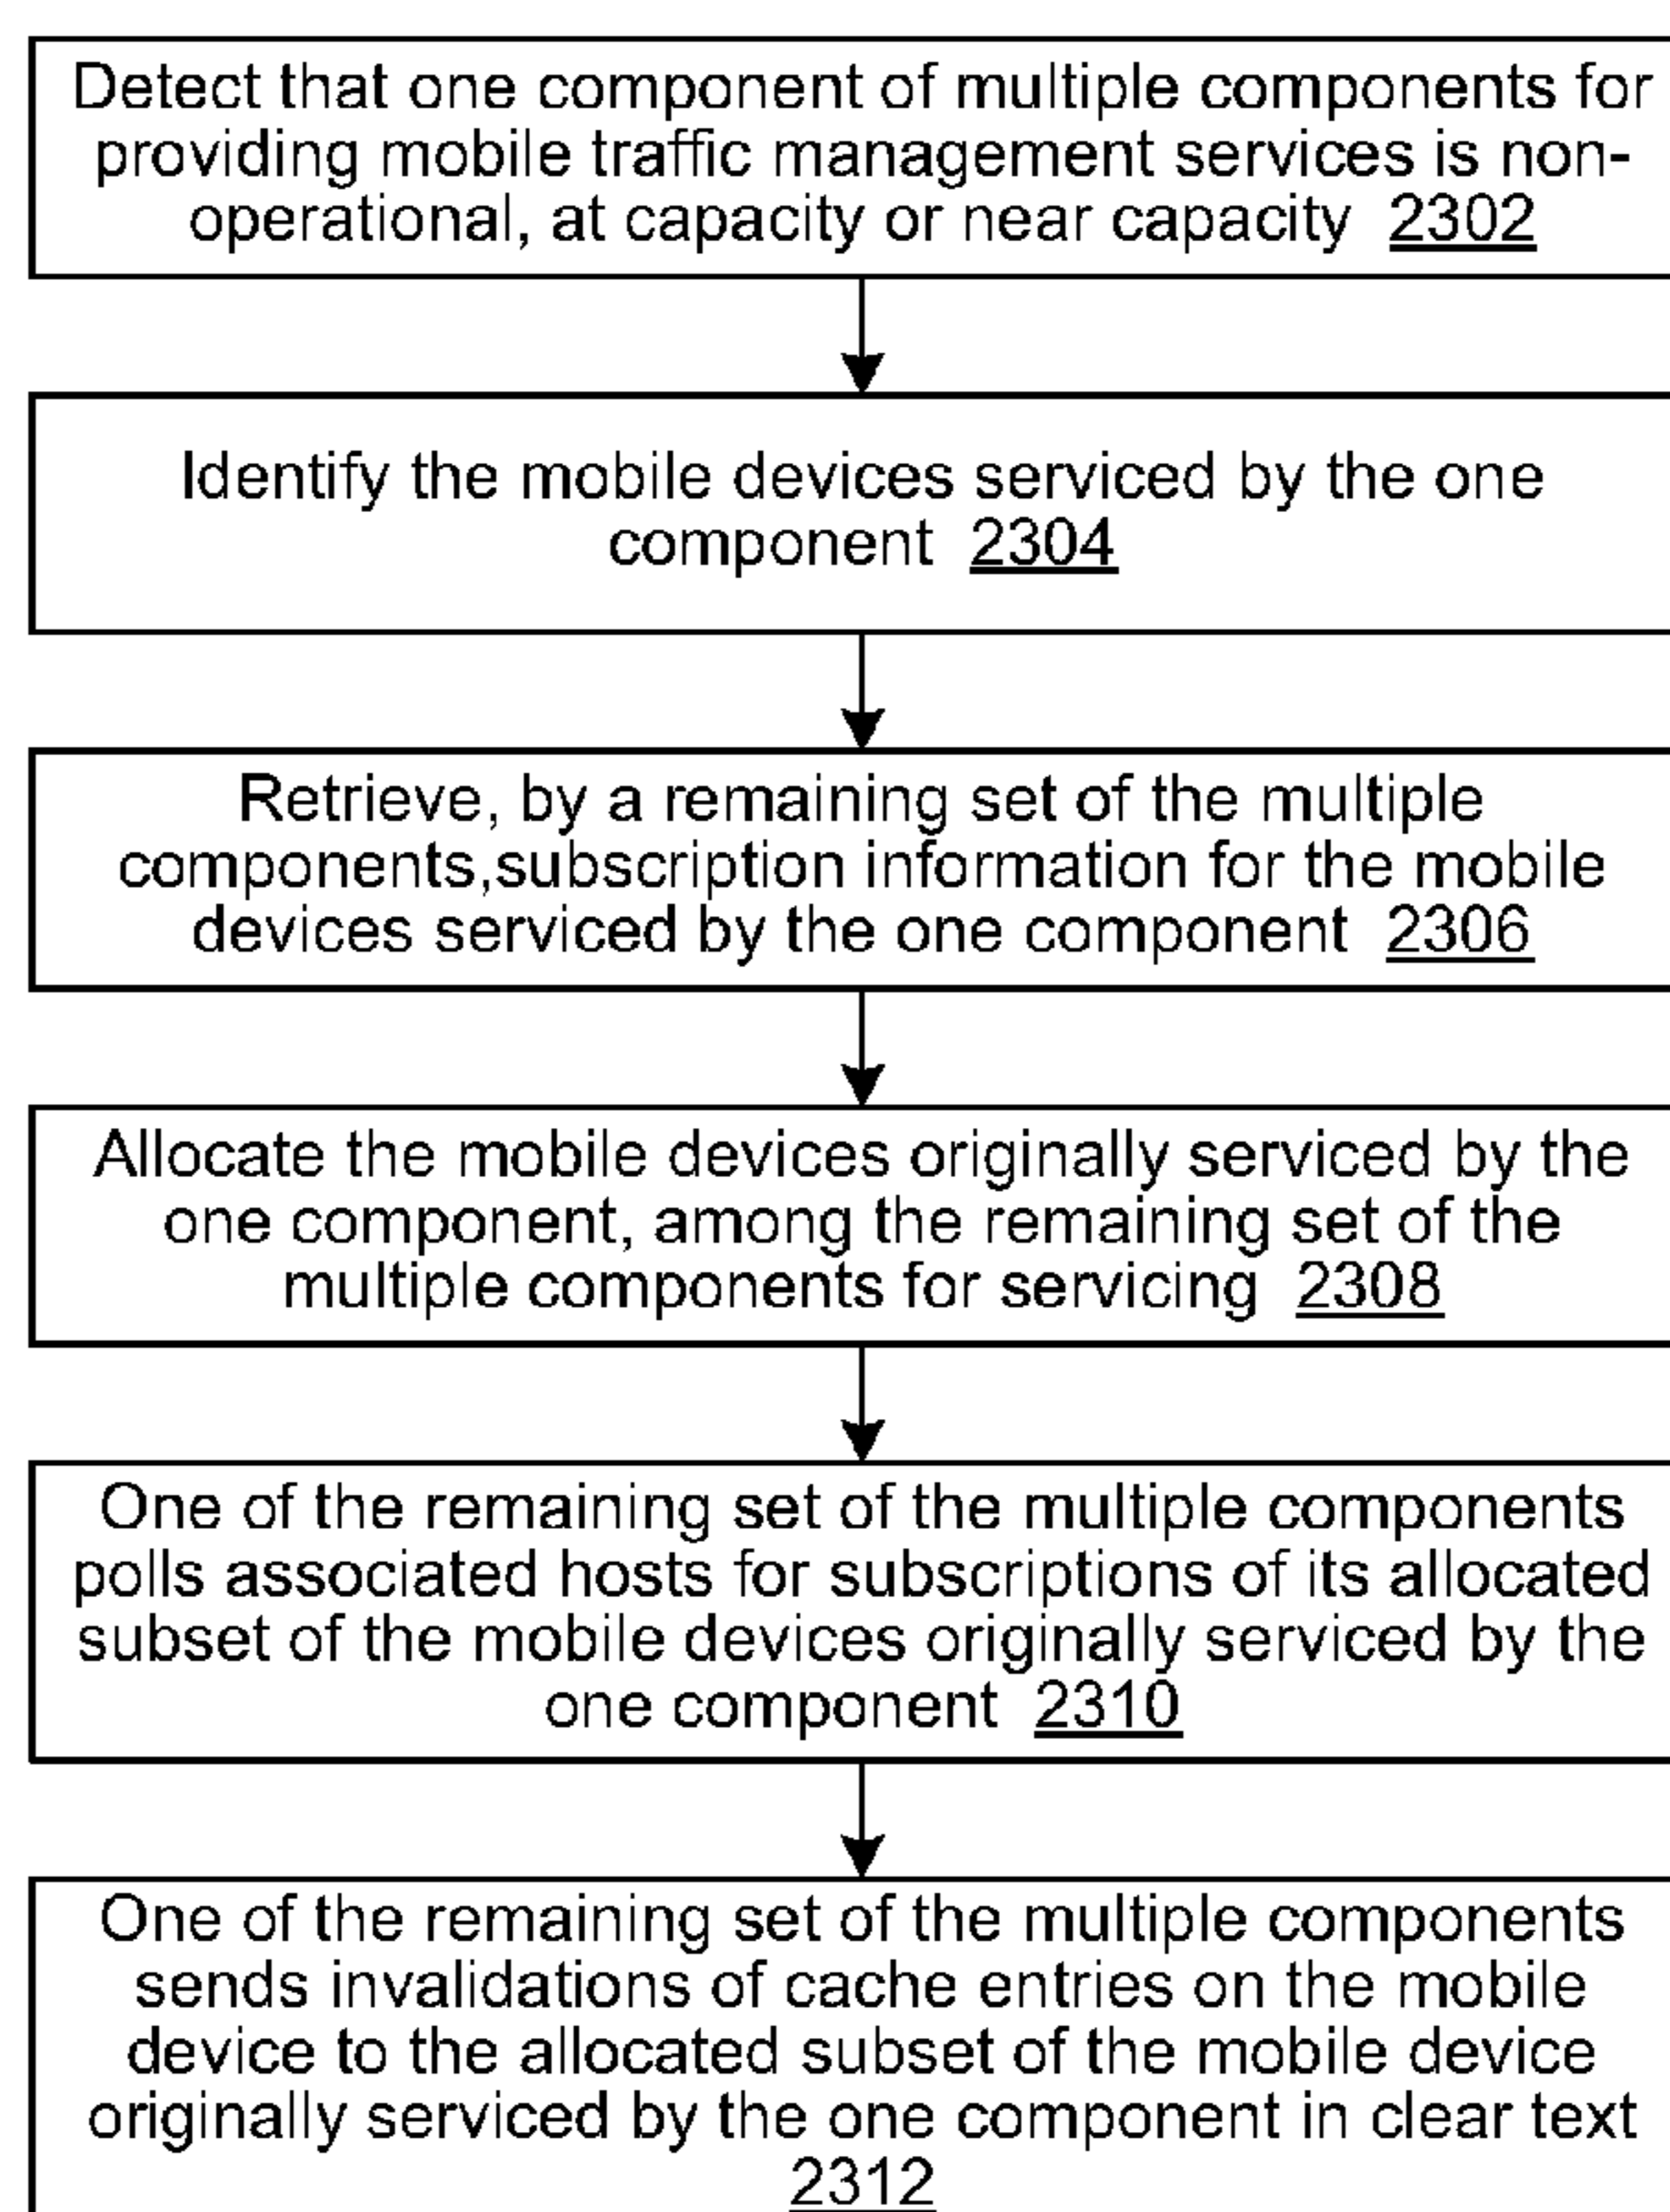 Detect that one component of multiple components for
providing mobile traffic management services is non-
operational, at capacity or near capacity 2302
Identify the mobile devices serviced by the one
component 2304
Retrieve, by a remaining set of the multiple
components,subscription information for the mobile
devices serviced by the one component 2306
Allocate the mobile devices originally serviced by the
one component, among the remaining set of the
multiple components for servicing 2308
One of the remaining set of the multiple components
polls associated hosts for subscriptions of its allocated
subset of the mobile devices originally serviced by the
one component 2310
One of the remaining set of the multiple components
sends invalidations of cache entries on the mobile
device to the allocated subset of the mobile device
originally serviced by the one component in clear text
2312